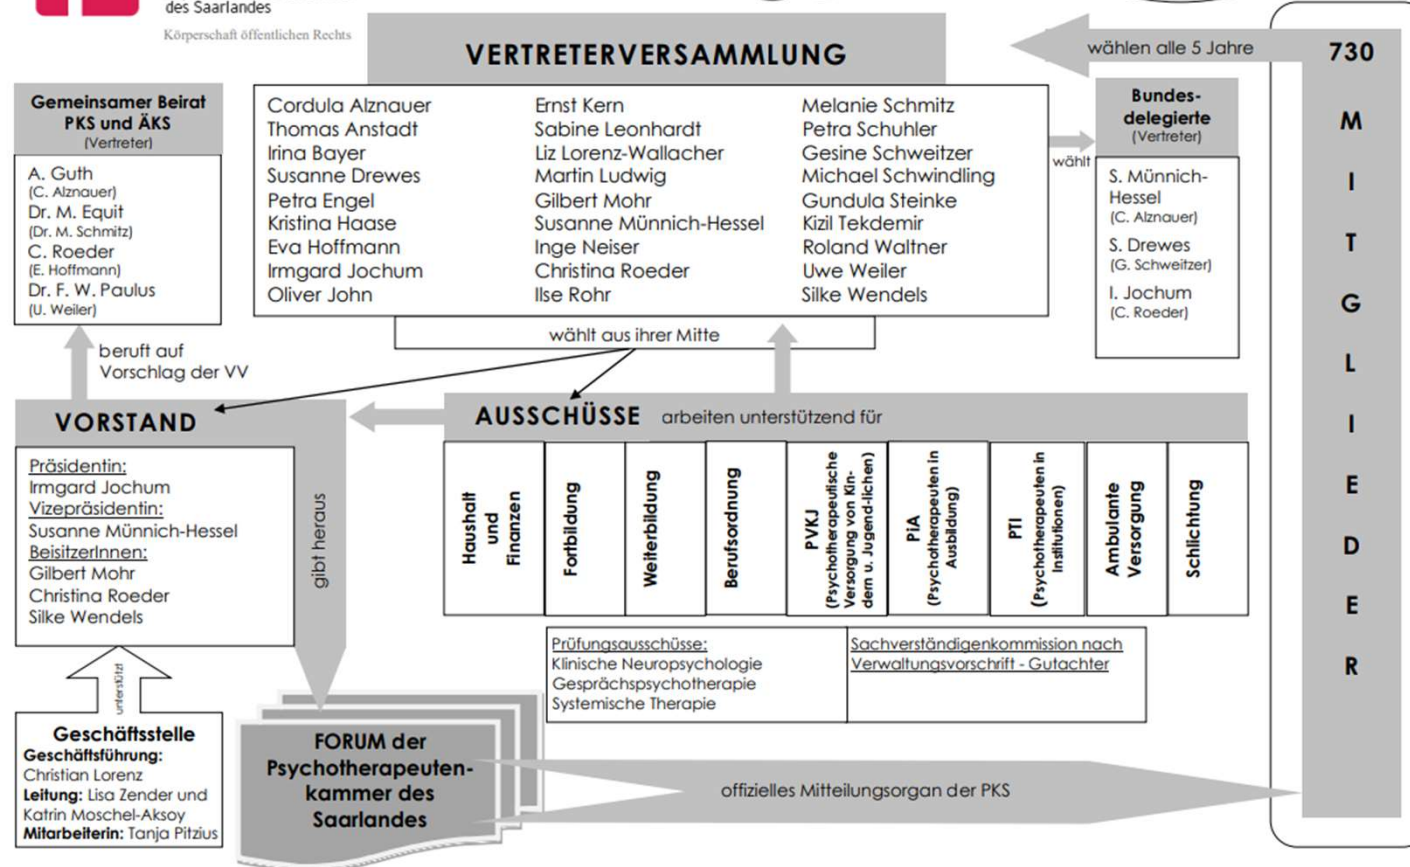 des Saarlandes
Körperschaft öffentlichen Rechts
VERTRETERVERSAMMLUNG
wählen alle 5 Jahre
730
M
I
T
G
L
I
E
D
E
R
Gemeinsamer Beirat
PKS und ÄKS
(Vertreter)
A. Guth
(C. Alznauer)
Dr. M. Equit
(Dr. M. Schmitz)
C. Roeder
(E. Hoffmann)
Dr. F. W. Paulus
(U. Weiler)
Cordula Alznauer
Thomas Anstadt
Irina Bayer
Susanne Drewes
Petra Engel
Kristina Haase
Eva Hoffmann
Irmgard Jochum
Oliver John
Ernst Kern
Sabine Leonhardt
Liz Lorenz-Wallacher
Martin Ludwig
Gilbert Mohr
Susanne Münnich-Hessel
Inge Neiser
Christina Roeder
Ilse Rohr
Melanie Schmitz
Petra Schuhler
Gesine Schweitzer
Michael Schwindling
Gundula Steinke
Kizil Tekdemir
Roland Waltner
Uwe Weiler
Silke Wendels
wählt
Bundes-
delegierte
(Vertreter)
S. Münnich-
Hessel
(C. Alznauer)
S. Drewes
(G. Schweitzer)
I. Jochum
(C. Roeder)
wählt aus ihrer Mitte
beruft auf
Vorschlag der VV
VORSTAND
Präsidentin:
Irmgard Jochum
Vizepräsidentin:
Susanne Münnich-Hessel
BeisitzerInnen:
Gilbert Mohr
Christina Roeder
Silke Wendels
gibt heraus
AUSSCHÜSSE arbeiten unterstützend für
Haushalt
und
Finanzen
Fortbildung
Weiterbildung
Berufsordnung
PVKJ
(Psychotherapeutische
Versorgung von Kin-
dern u. Jugend-lichen)
PiA
(Psychotherapeuten in
Ausbildung)
PTI
(Psychotherapeuten in
Institutionen)
Ambulante
Versorgung
Schlichtung
Prüfungsausschüsse:
Klinische Neuropsychologie
Gesprächspsychotherapie
Systemische Therapie
Sachverständigenkommission nach
Verwaltungsvorschrift - Gutachter
unterstützt
Geschäftsstelle
Geschäftsführung:
Christian Lorenz
Leitung: Lisa Zender und
Katrin Moschel-Aksoy
Mitarbeiterin: Tanja Pitzius
FORUM der
Psychotherapeuten-
kammer des
Saarlandes
offizielles Mitteilungsorgan der PKS